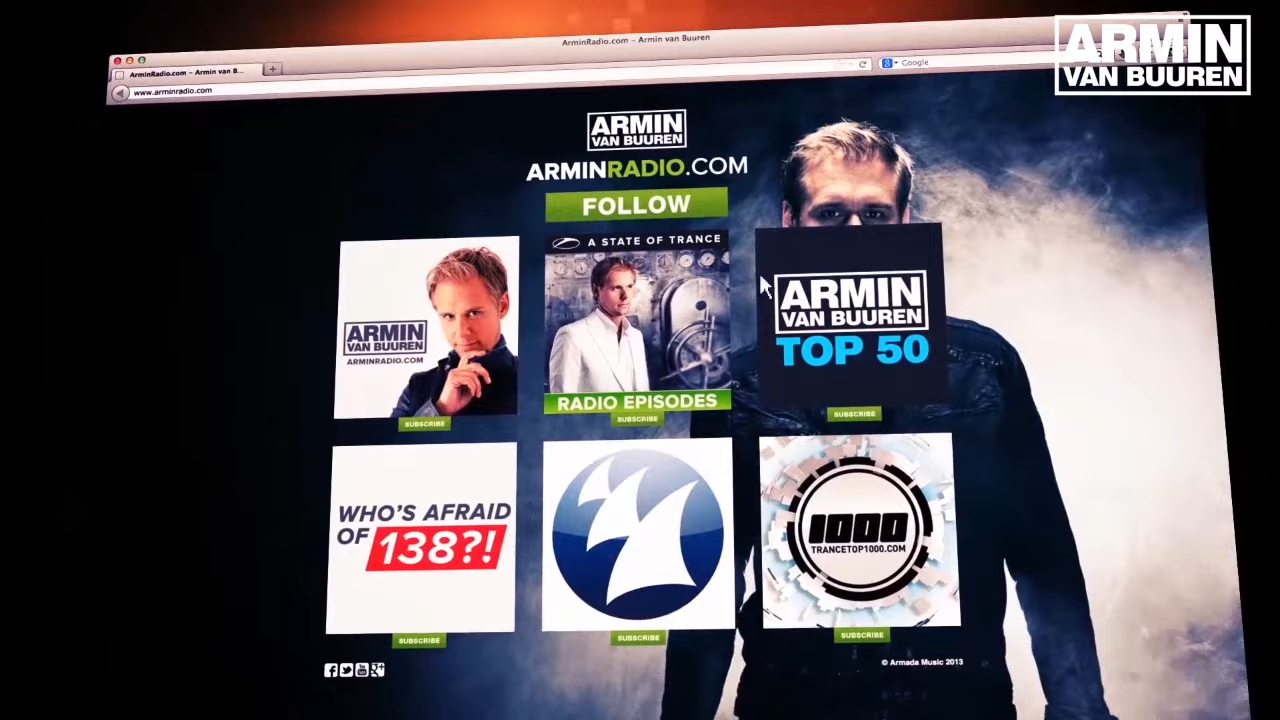 ArminRadio.com – Armin van Buuren
ARMIN
VAN BUUREN
ArminRadio.com – Armin van B...
www.arminradio.com
Google
ARMIN
VAN BUUREN
ARMINRADIO.COM
FOLLOW
A STATE OF TRANCE
RADIO EPISODES
SUBSCRIBE
ARMIN
VAN BUUREN
ARMINRADIO.COM
SUBSCRIBE
ARMIN
VAN BUUREN
TOP 50
SUBSCRIBE
WHO'S AFRAID
OF 138?!
SUBSCRIBE
SUBSCRIBE
1000
TRANCETOP1000.COM
SUBSCRIBE
© Armada Music 2013